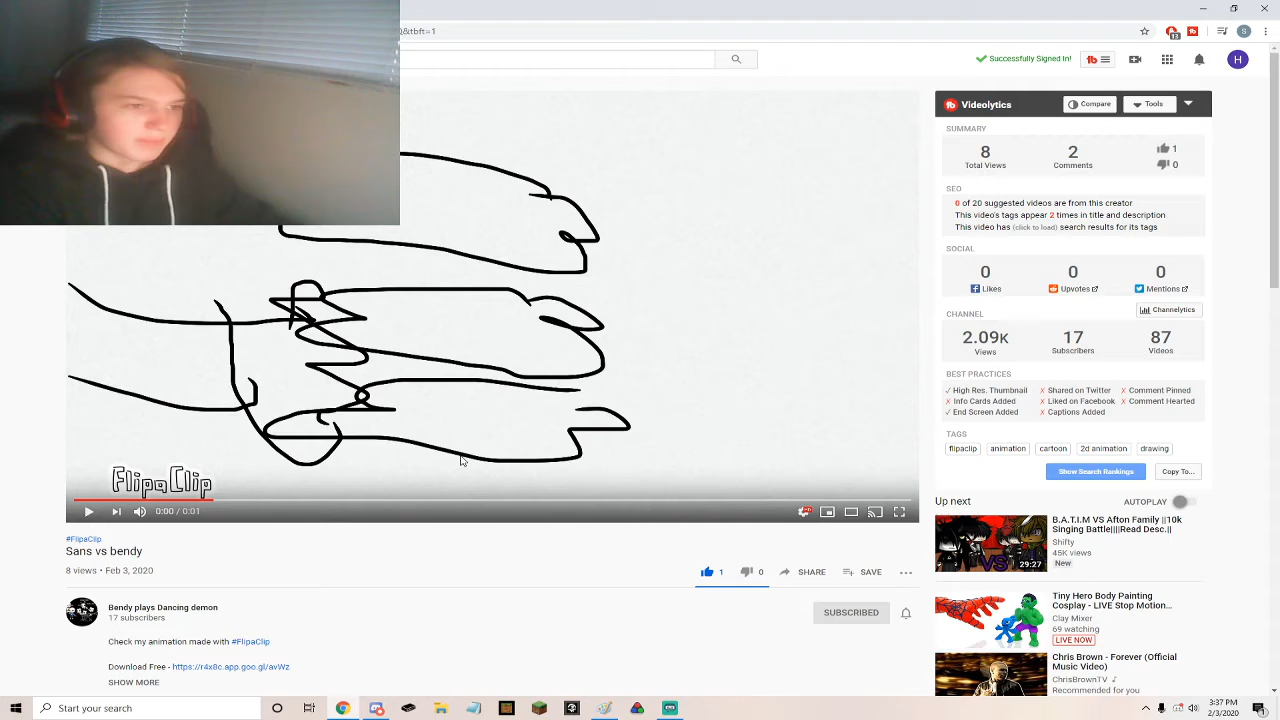 &tbft=1
13
Successfully Signed In!
H
Videolytics
Compare
Tools
SUMMARY
8
Total Views
2
Comments
1
0
SEO
0 of 20 suggested videos are from this creator
This video's tags appear 2 times in title and description
This video has (click to load) search results for its tags
SOCIAL
0
Likes
0
Upvotes
0
Mentions
CHANNEL
Channelytics
2.09K
Views
17
Subscribers
87
Videos
BEST PRACTICES
✓ High Res. Thumbnail
✗ Shared on Twitter
✗ Comment Pinned
✗ Info Cards Added
✗ Liked on Facebook
✗ Comment Hearted
✓ End Screen Added
✗ Captions Added
TAGS
flipaclip
animation
cartoon
2d animation
drawing
Show Search Rankings
Copy To...
FlipaClip
0:00 / 0:01
#FlipaClip
Sans vs bendy
8 views • Feb 3, 2020
1
0
SHARE
SAVE
Bendy plays Dancing demon
17 subscribers
SUBSCRIBED
Check my animation made with #FlipaClip
Download Free - https://r4x8c.app.goo.gl/avWz
SHOW MORE
Up next
AUTOPLAY
B.A.T.I.M VS Afton Family ||10k
Singing Battle||||Read Desc.||
Shifty
45K views
New
VS
29:27
Tiny Hero Body Painting
Cosplay - LIVE Stop Motion...
Clay Mixer
69 watching
LIVE NOW
Chris Brown - Forever (Official
Music Video)
ChrisBrownTV
Recommended for you
Start your search
3:37 PM
2/3/2020
1